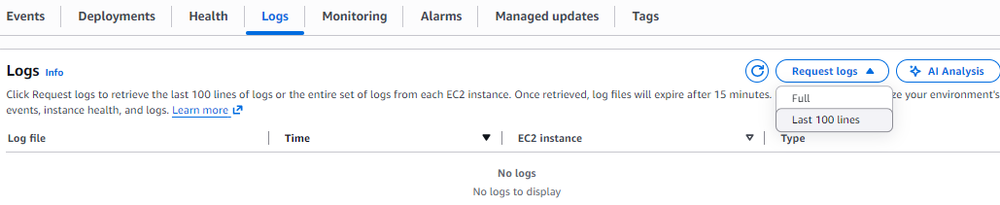 Events Deployments Health Logs Monitoring Alarms Managed updates Tags
Logs Info Request logs AI Analysis
Click Request logs to retrieve the last 100 lines of logs or the entire set of logs from each EC2 instance. Once retrieved, log files will expire after 15 minutes. ze your environment's
Full
events, instance health, and logs. Learn more
Last 100 lines
Log file Time EC2 instance Type
No logs
No logs to display